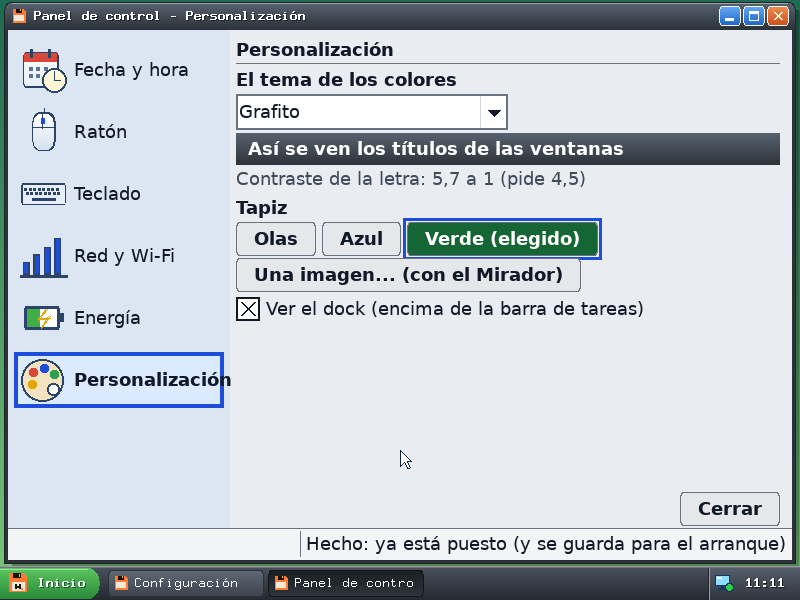 Panel de control - Personalización
Fecha y hora
Ratón
Teclado
Red y Wi-Fi
Energía
Personalización
Personalización
El tema de los colores
Grafito
Así se ven los títulos de las ventanas
Contraste de la letra: 5,7 a 1 (pide 4,5)
Tapiz
Olas Azul Verde (elegido)
Una imagen... (con el Mirador)
Ver el dock (encima de la barra de tareas)
Cerrar
Hecho: ya está puesto (y se guarda para el arranque)
Inicio Configuración Panel de contro 11:11